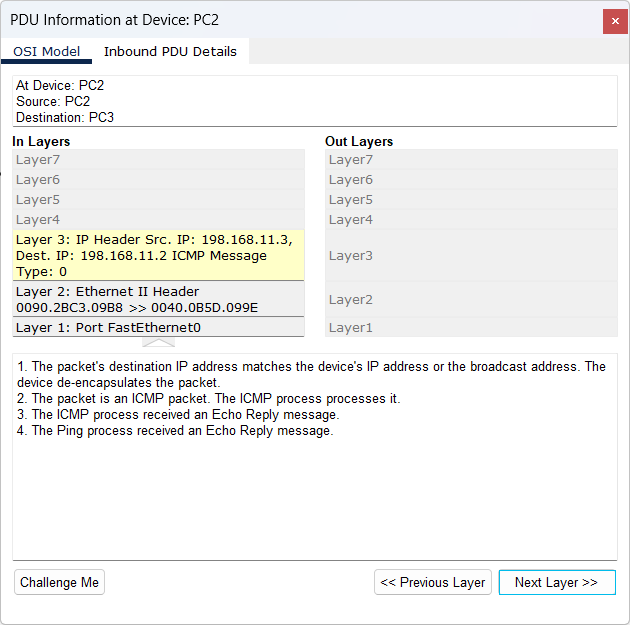 PDU Information at Device: PC2
OSI Model
Inbound PDU Details
At Device: PC2
Source: PC2
Destination: PC3
In Layers
Layer7
Layer6
Layer5
Layer4
Layer 3: IP Header Src. IP: 198.168.11.3,
Dest. IP: 198.168.11.2 ICMP Message
Type: 0
Layer 2: Ethernet II Header
0090.2BC3.09B8 >> 0040.0B5D.099E
Layer 1: Port FastEthernet0
Out Layers
Layer7
Layer6
Layer5
Layer4
Layer3
Layer2
Layer1
1. The packet's destination IP address matches the device's IP address or the broadcast address. The
device de-encapsulates the packet.
2. The packet is an ICMP packet. The ICMP process processes it.
3. The ICMP process received an Echo Reply message.
4. The Ping process received an Echo Reply message.
Challenge Me
<< Previous Layer
Next Layer >>